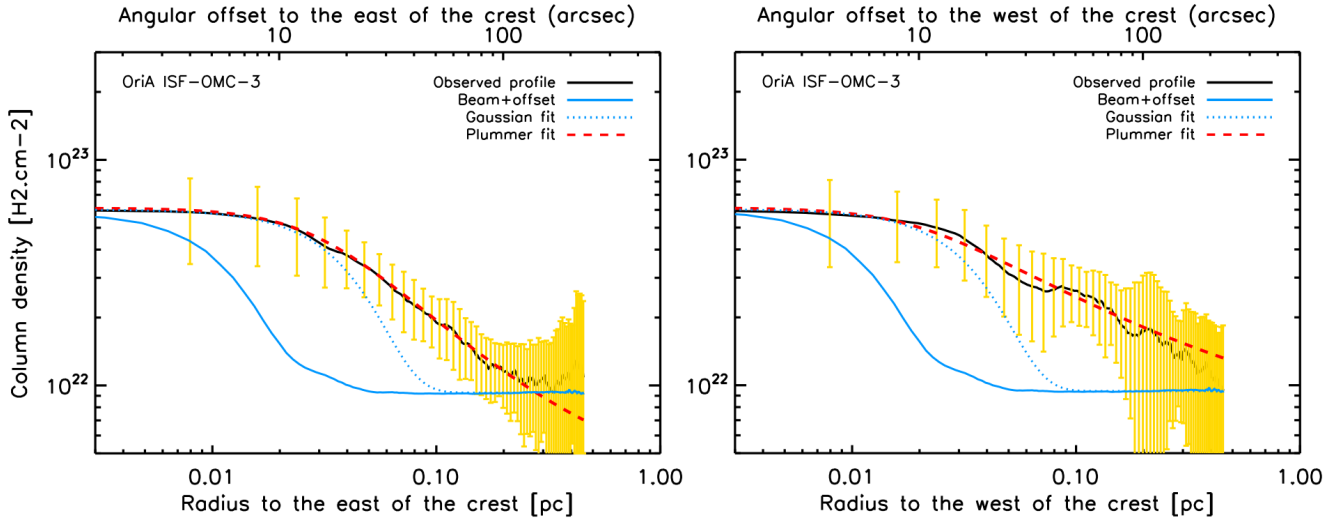 Angular offset to the east of the crest (arcsec)
10 100
OriA ISF-OMC-3
Observed profile
Beam+offset
Gaussian fit
Plummer fit
Column density [H2.cm-2]
10^23
10^22
0.01 0.10 1.00
Radius to the east of the crest [pc]
Angular offset to the west of the crest (arcsec)
10 100
OriA ISF-OMC-3
Observed profile
Beam+offset
Gaussian fit
Plummer fit
10^23
10^22
0.01 0.10 1.00
Radius to the west of the crest [pc]